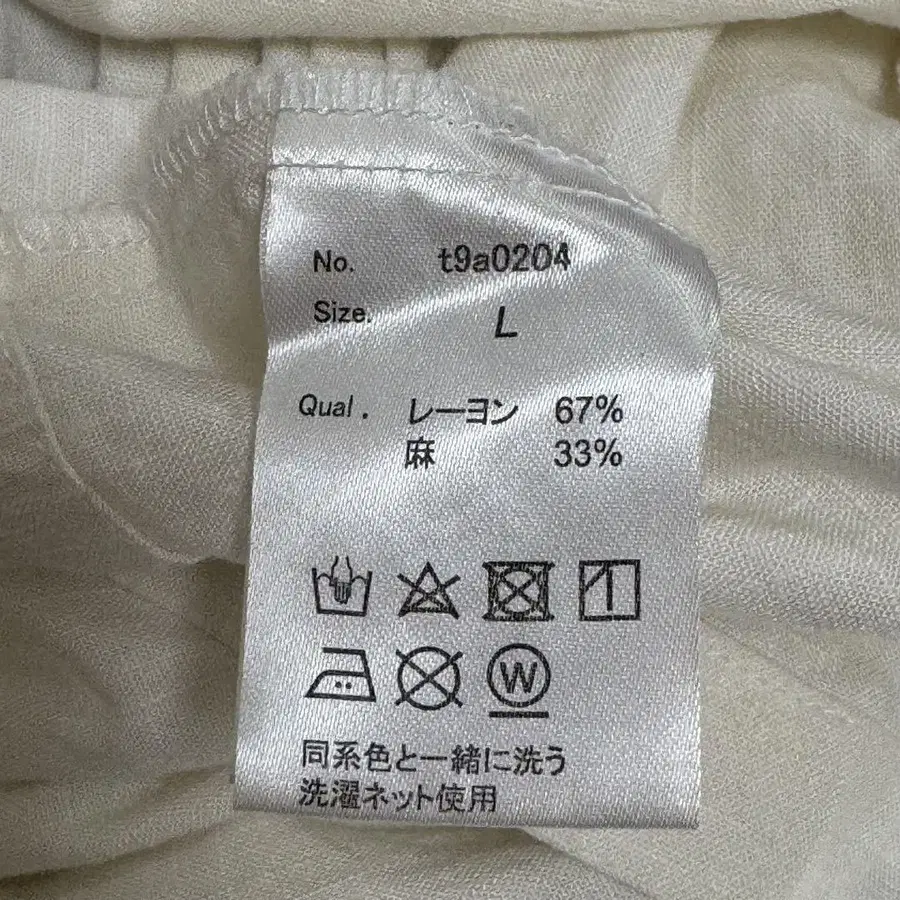 No. t9a0204
Size. L
Qual. レーヨン 67%
麻 33%
W
同系色と一緒に洗う
洗濯ネット使用